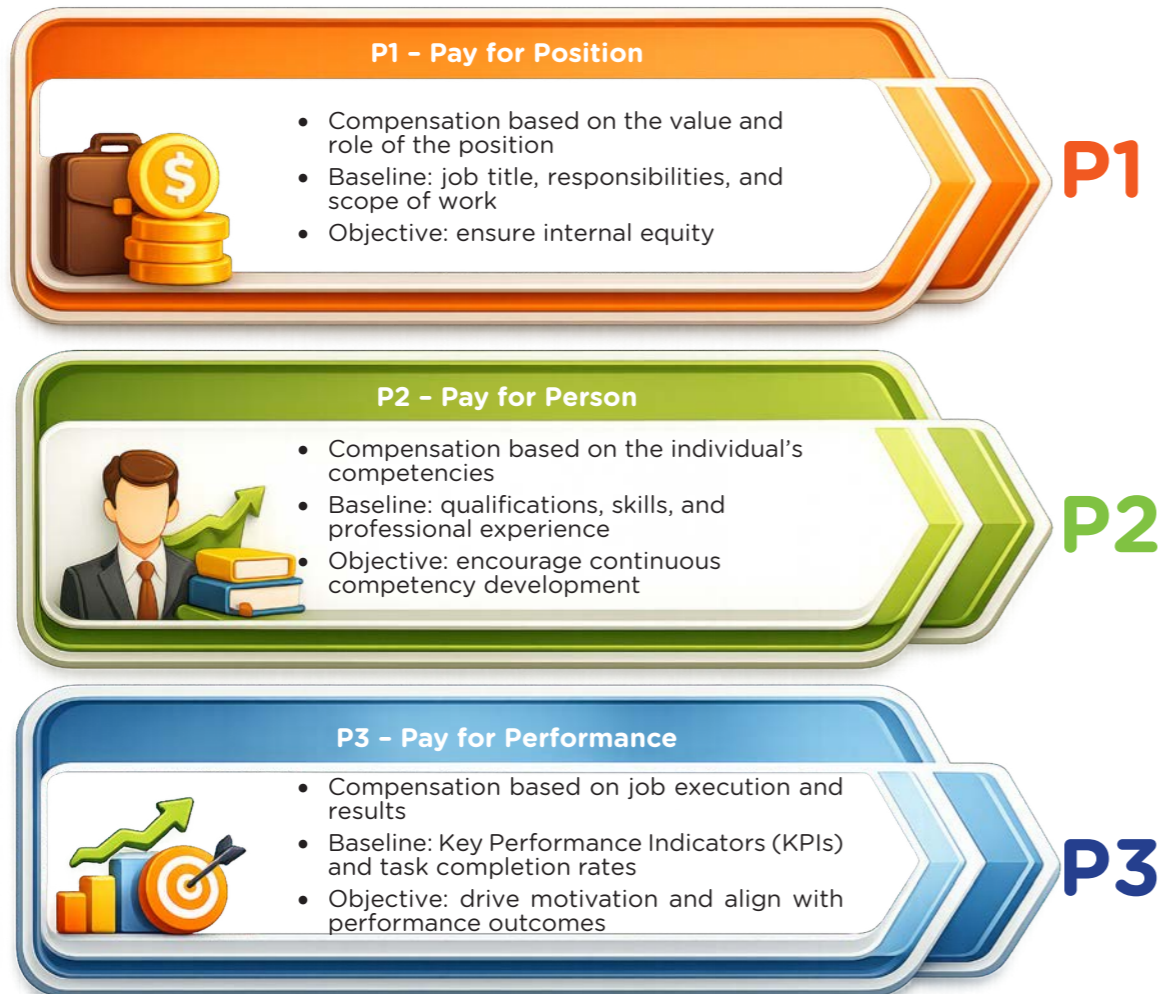 P1 – Pay for Position
• Compensation based on the value and
role of the position
• Baseline: job title, responsibilities, and
scope of work
• Objective: ensure internal equity
$
P1
P2 – Pay for Person
• Compensation based on the individual’s
competencies
• Baseline: qualifications, skills, and
professional experience
• Objective: encourage continuous
competency development
P2
P3 – Pay for Performance
• Compensation based on job execution and
results
• Baseline: Key Performance Indicators (KPIs)
and task completion rates
• Objective: drive motivation and align with
performance outcomes
P3